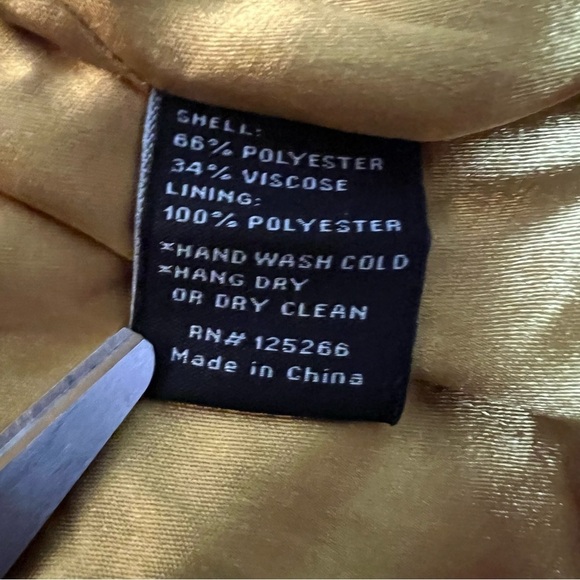 SHELL:
66% POLYESTER
34% VISCOSE
LINING:
100% POLYESTER
*HAND WASH COLD
*HANG DRY
OR DRY CLEAN
RN# 125266
Made in China